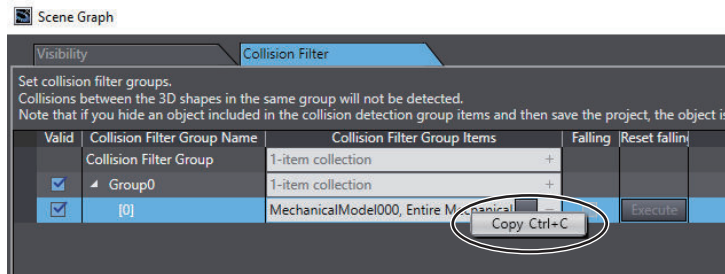 Scene Graph
Visibility Collision Filter
Set collision filter groups.
Collisions between the 3D shapes in the same group will not be detected.
Note that if you hide an object included in the collision detection group items and then save the project, the object is
Valid Collision Filter Group Name Collision Filter Group Items Falling Reset fallin
Collision Filter Group 1-item collection +
Group0 1-item collection +
[0] MechanicalModel000, Entire Mechanical Execute
Copy Ctrl+C